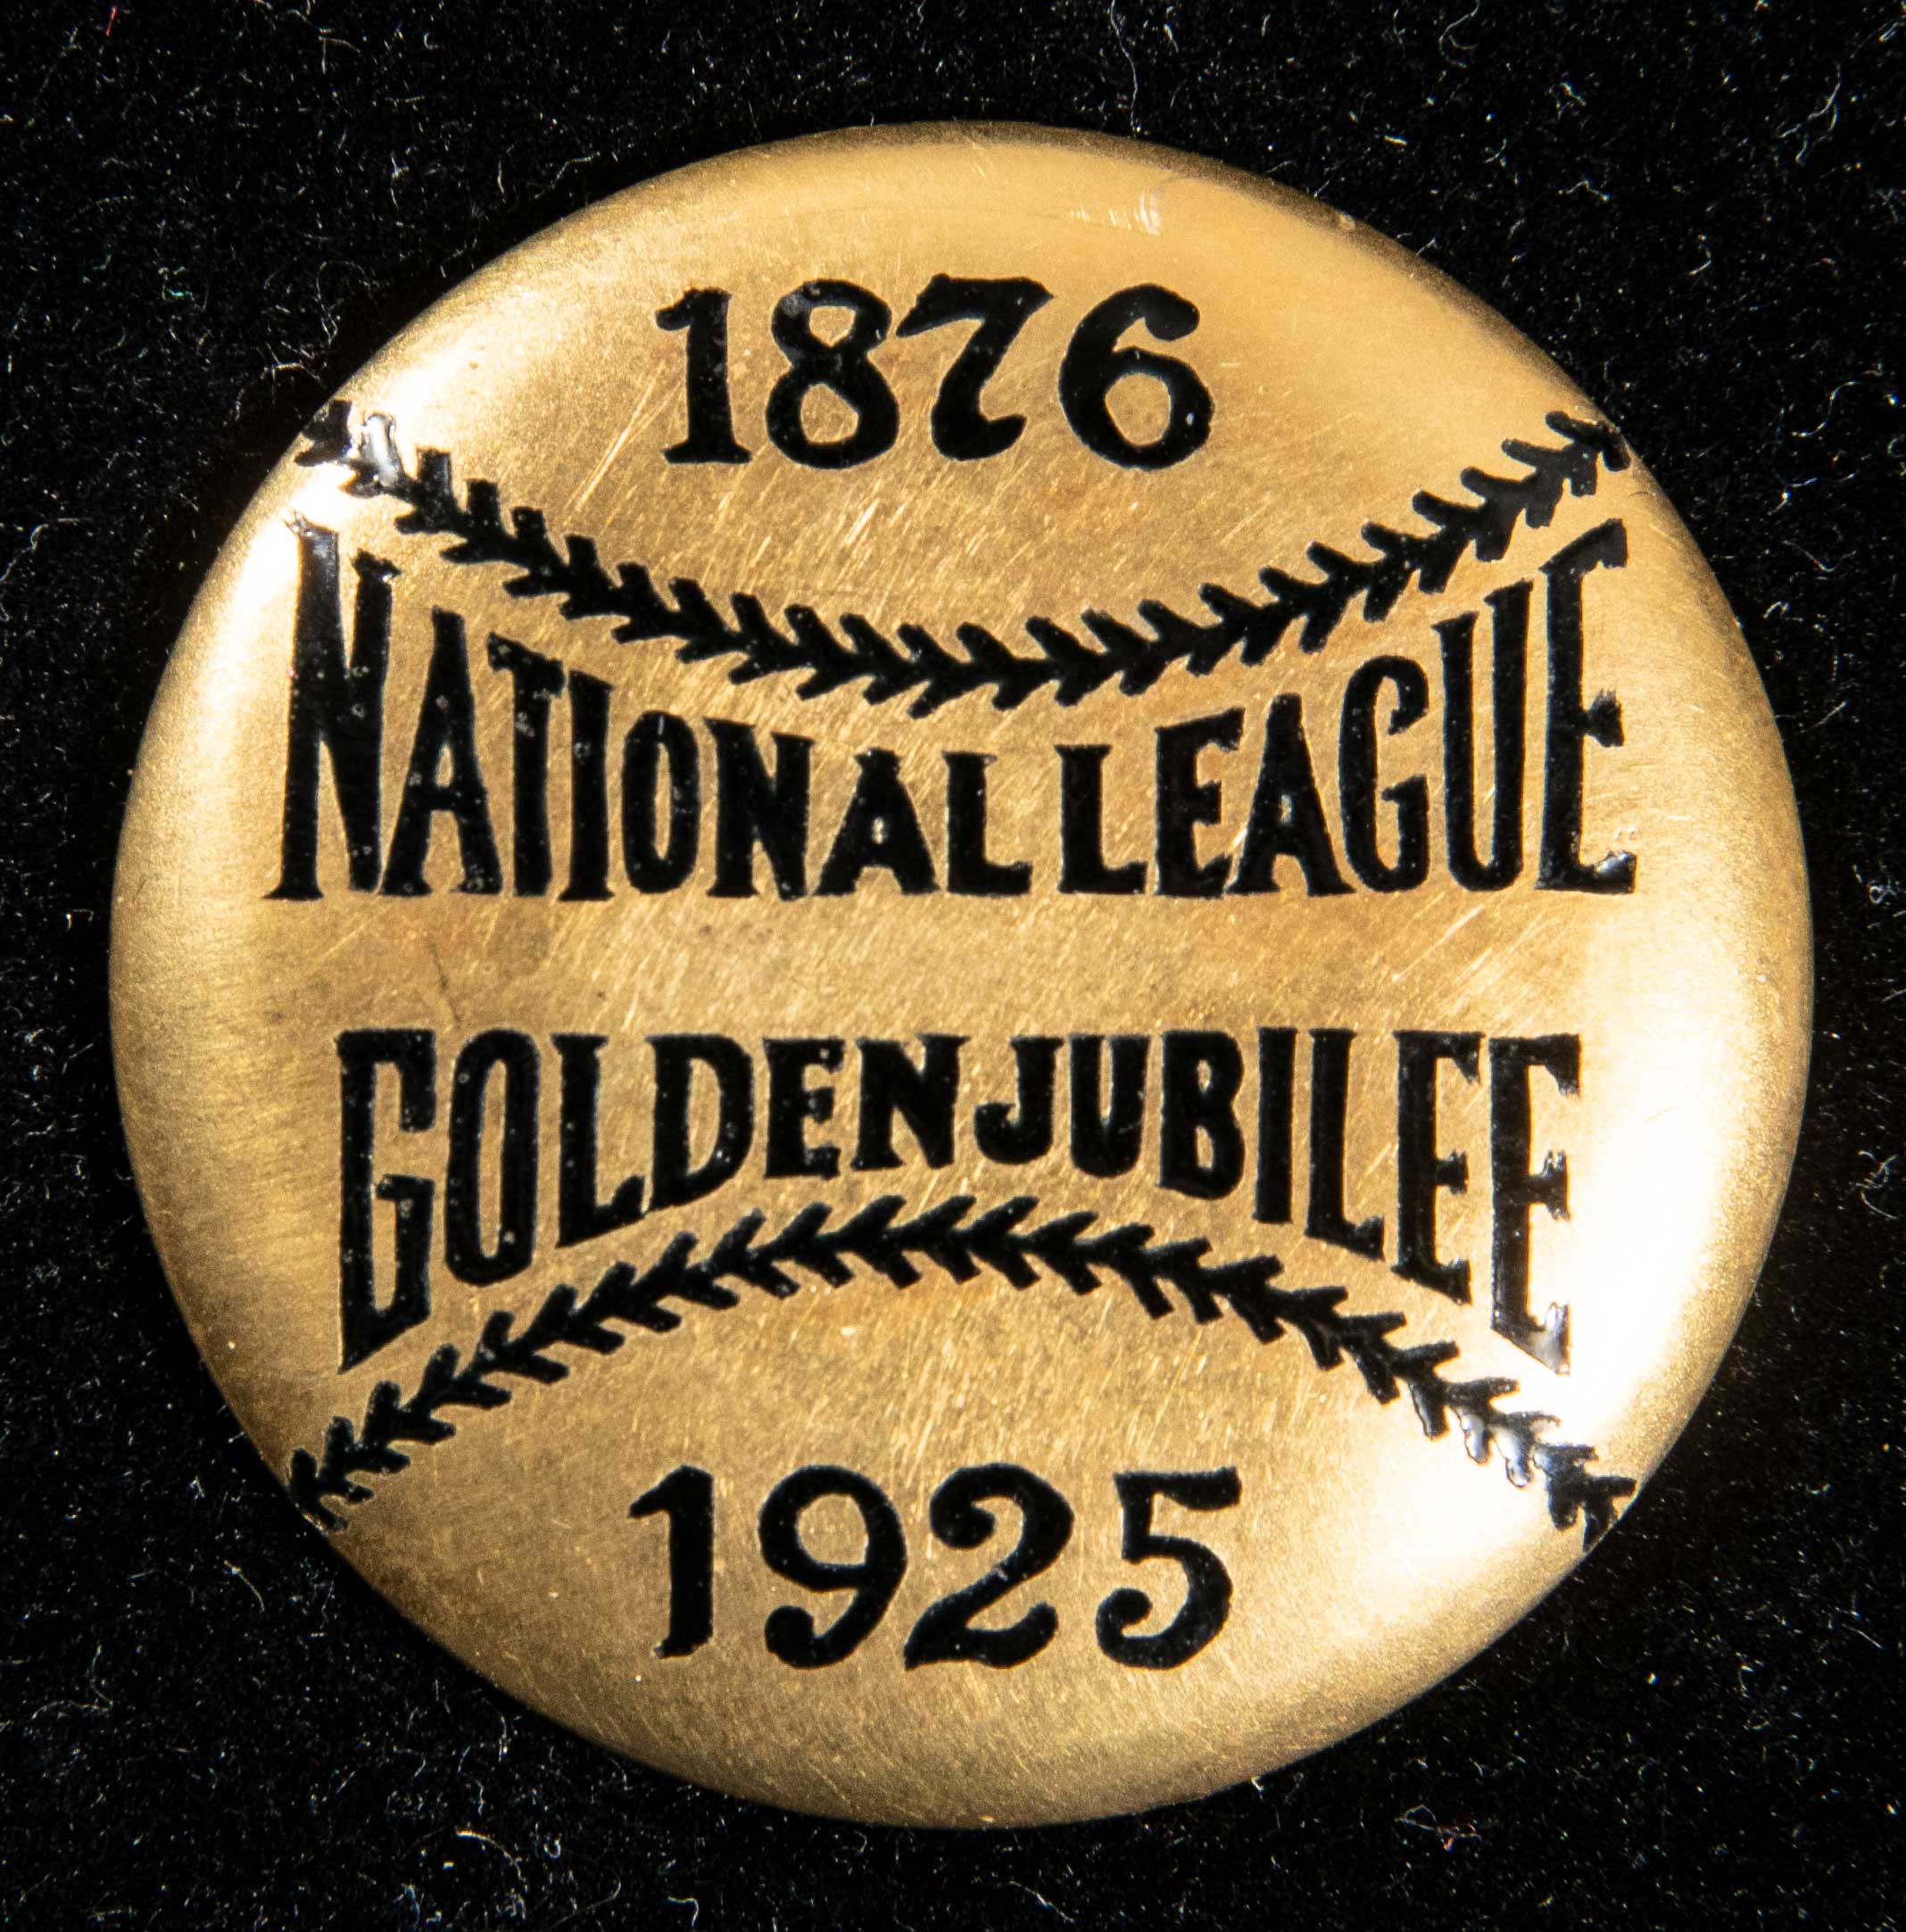 1876
NATIONAL LEAGUE
GOLDEN JUBILEE
1925